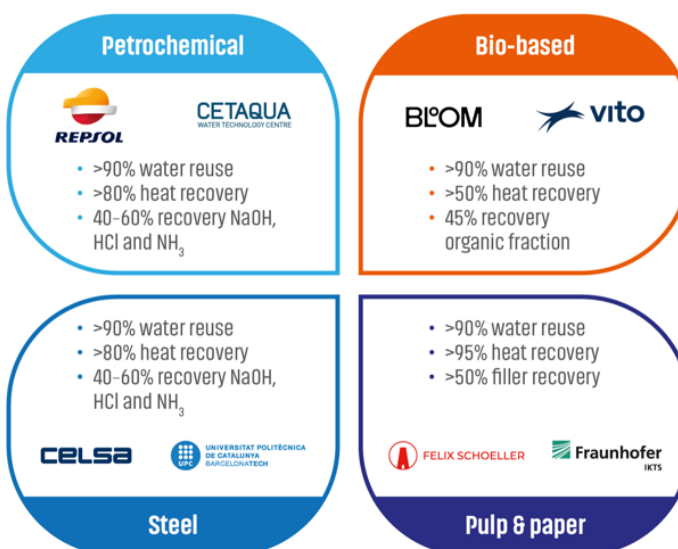 Petrochemical
REPSOL
CETAQUA
WATER TECHNOLOGY CENTRE
• >90% water reuse
• >80% heat recovery
• 40-60% recovery NaOH,
HCl and NH₃
Bio-based
BLOOM
vito
• >90% water reuse
• >50% heat recovery
• 45% recovery
organic fraction
• >90% water reuse
• >80% heat recovery
• 40-60% recovery NaOH,
HCl and NH₃
CELSA
UPC
UNIVERSITAT POLITÈCNICA
DE CATALUNYA
BARCELONATECH
Steel
• >90% water reuse
• >95% heat recovery
• >50% filler recovery
FELIX SCHOELLER
Fraunhofer
IKTS
Pulp & paper